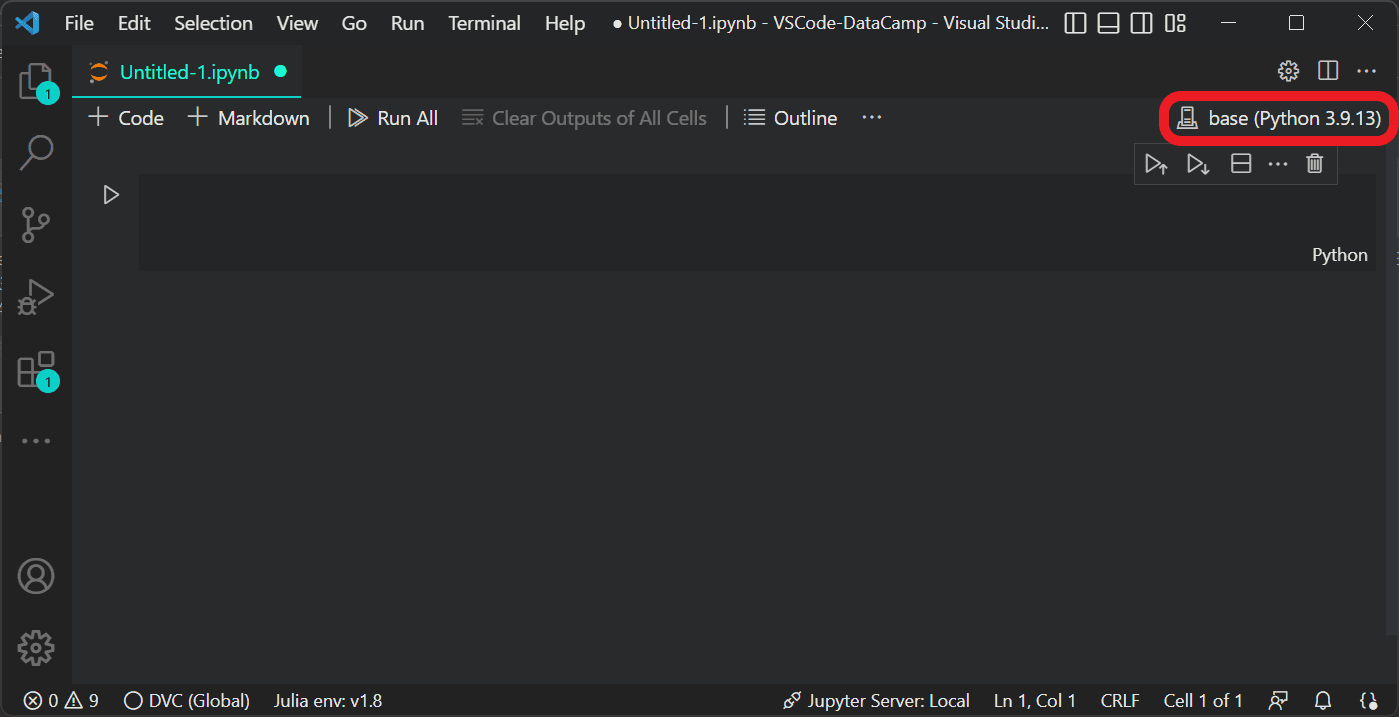 File Edit Selection View Go Run Terminal Help ● Untitled-1.ipynb - VSCode-DataCamp - Visual Studi...
1 Untitled-1.ipynb ●
+ Code + Markdown | Run All Clear Outputs of All Cells | Outline ... base (Python 3.9.13)
Python
1
0 9 DVC (Global) Julia env: v1.8 Jupyter Server: Local Ln 1, Col 1 CRLF Cell 1 of 1